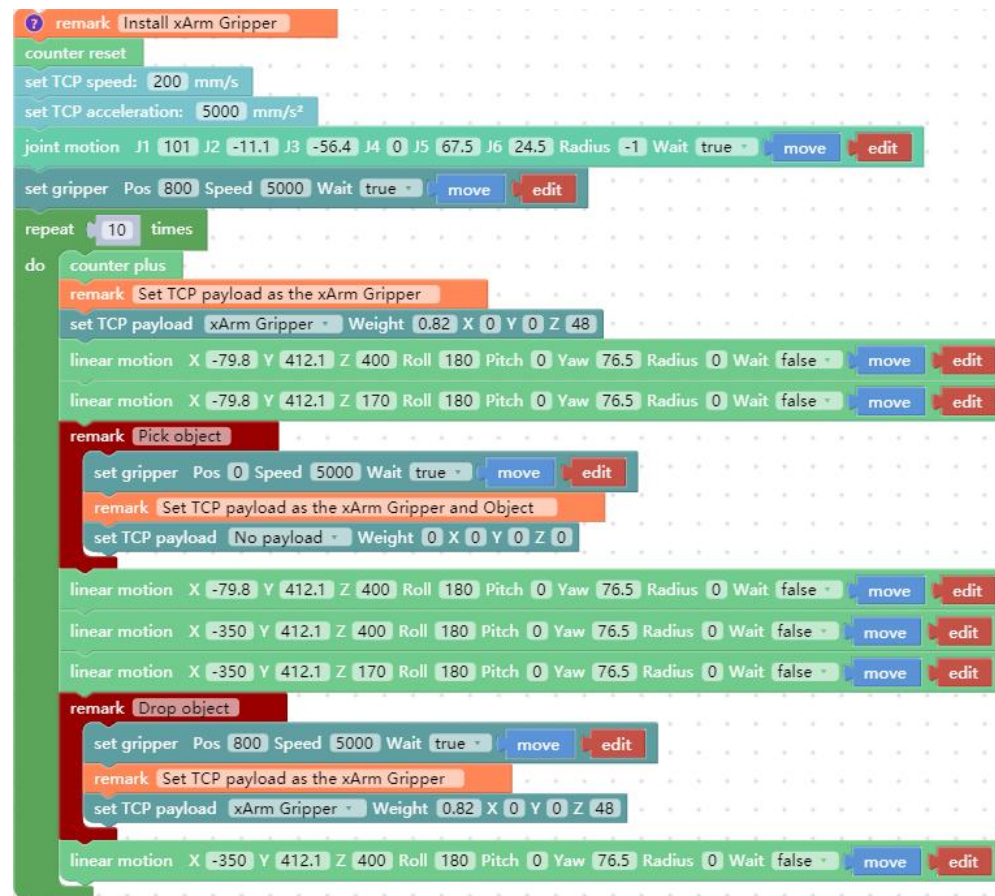 ? remark Install xArm Gripper
counter reset
set TCP speed: 200 mm/s
set TCP acceleration: 5000 mm/s²
joint motion J1 101 J2 -11.1 J3 -56.4 J4 0 J5 67.5 J6 24.5 Radius -1 Wait true move edit
set gripper Pos 800 Speed 5000 Wait true move edit
repeat 10 times
do counter plus
remark Set TCP payload as the xArm Gripper
set TCP payload xArm Gripper Weight 0.82 X 0 Y 0 Z 48
linear motion X -79.8 Y 412.1 Z 400 Roll 180 Pitch 0 Yaw 76.5 Radius 0 Wait false move edit
linear motion X -79.8 Y 412.1 Z 170 Roll 180 Pitch 0 Yaw 76.5 Radius 0 Wait false move edit
remark Pick object
set gripper Pos 0 Speed 5000 Wait true move edit
remark Set TCP payload as the xArm Gripper and Object
set TCP payload No payload Weight 0 X 0 Y 0 Z 0
linear motion X -79.8 Y 412.1 Z 400 Roll 180 Pitch 0 Yaw 76.5 Radius 0 Wait false move edit
linear motion X -350 Y 412.1 Z 400 Roll 180 Pitch 0 Yaw 76.5 Radius 0 Wait false move edit
linear motion X -350 Y 412.1 Z 170 Roll 180 Pitch 0 Yaw 76.5 Radius 0 Wait false move edit
remark Drop object
set gripper Pos 800 Speed 5000 Wait true move edit
remark Set TCP payload as the xArm Gripper
set TCP payload xArm Gripper Weight 0.82 X 0 Y 0 Z 48
linear motion X -350 Y 412.1 Z 400 Roll 180 Pitch 0 Yaw 76.5 Radius 0 Wait false move edit